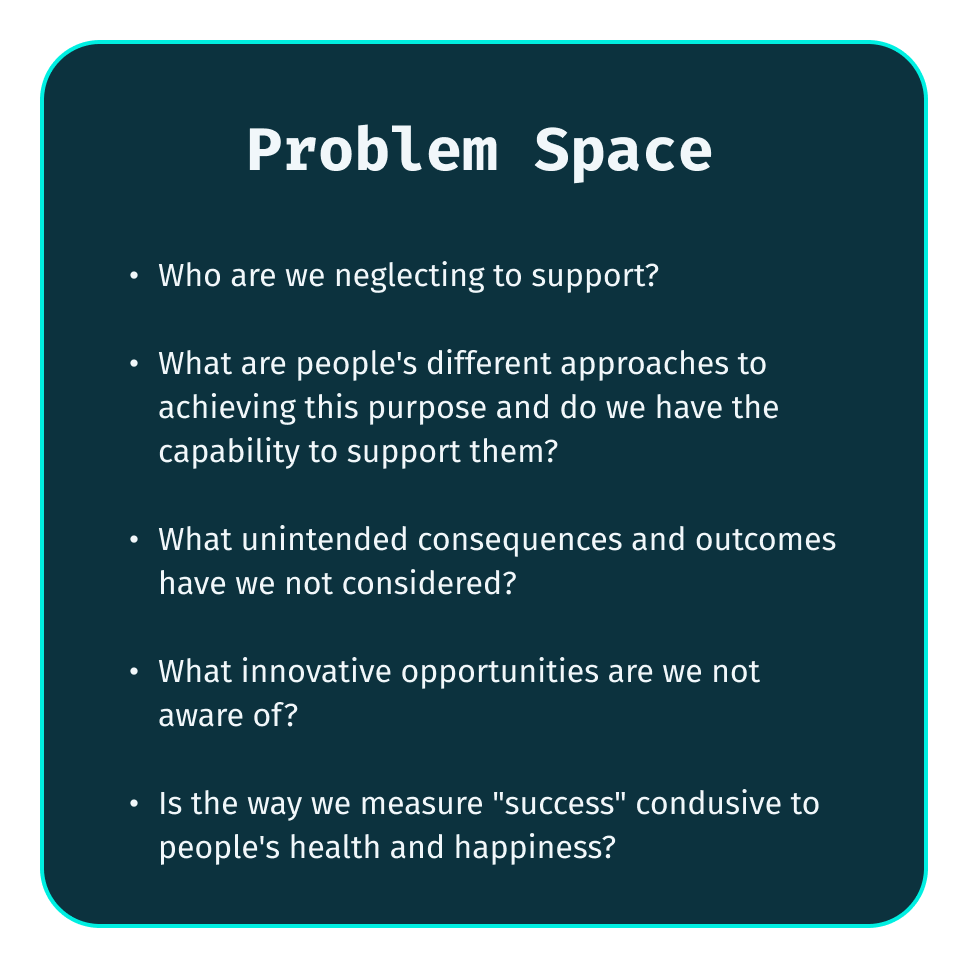 Problem Space
• Who are we neglecting to support?
• What are people's different approaches to
achieving this purpose and do we have the
capability to support them?
• What unintended consequences and outcomes
have we not considered?
• What innovative opportunities are we not
aware of?
• Is the way we measure "success" condusive to
people's health and happiness?